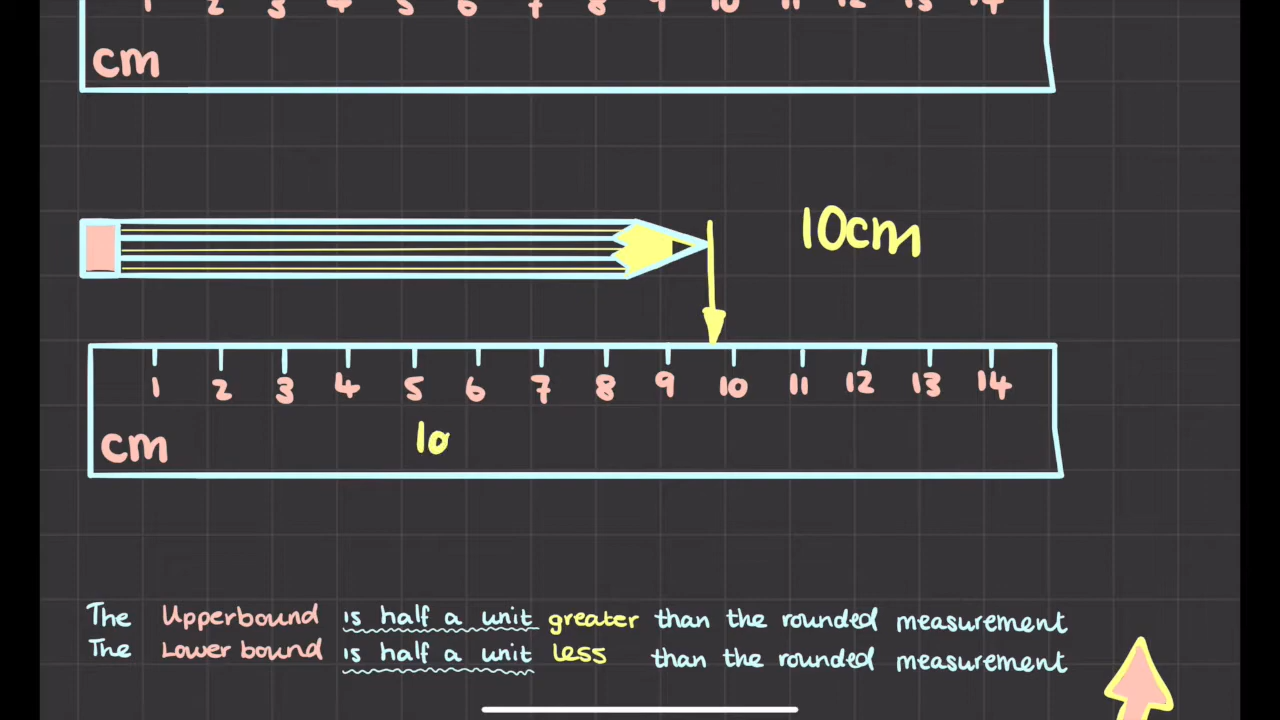 1 2 3 4 5 6 7 8 9 10 11 12 13 14
cm
10cm
1 2 3 4 5 6 7 8 9 10 11 12 13 14
cm
10
The Upperbound is half a unit greater than the rounded measurement
The Lower bound is half a unit less than the rounded measurement